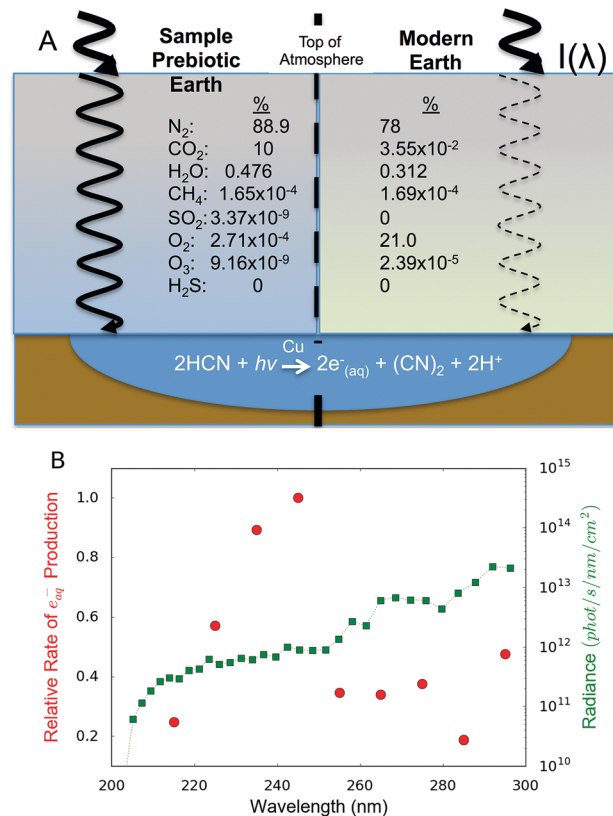 A
Sample
Prebiotic
Earth
Top of
Atmosphere
Modern
Earth
I(λ)
% %
N₂: 88.9 78
CO₂: 10 3.55x10⁻²
H₂O: 0.476 0.312
CH₄: 1.65x10⁻⁴ 1.69x10⁻⁴
SO₂: 3.37x10⁻⁹ 0
O₂: 2.71x10⁻⁴ 21.0
O₃: 9.16x10⁻⁹ 2.39x10⁻⁵
H₂S: 0 0
Cu
2HCN + hv → 2e⁻(aq) + (CN)₂ + 2H⁺
B
Relative Rate of e⁻aq Production
1.0
0.8
0.6
0.4
0.2
10¹⁵
10¹⁴
10¹³
10¹²
10¹¹
10¹⁰
Radiance (phot/s/nm/cm²)
200 220 240 260 280 300
Wavelength (nm)